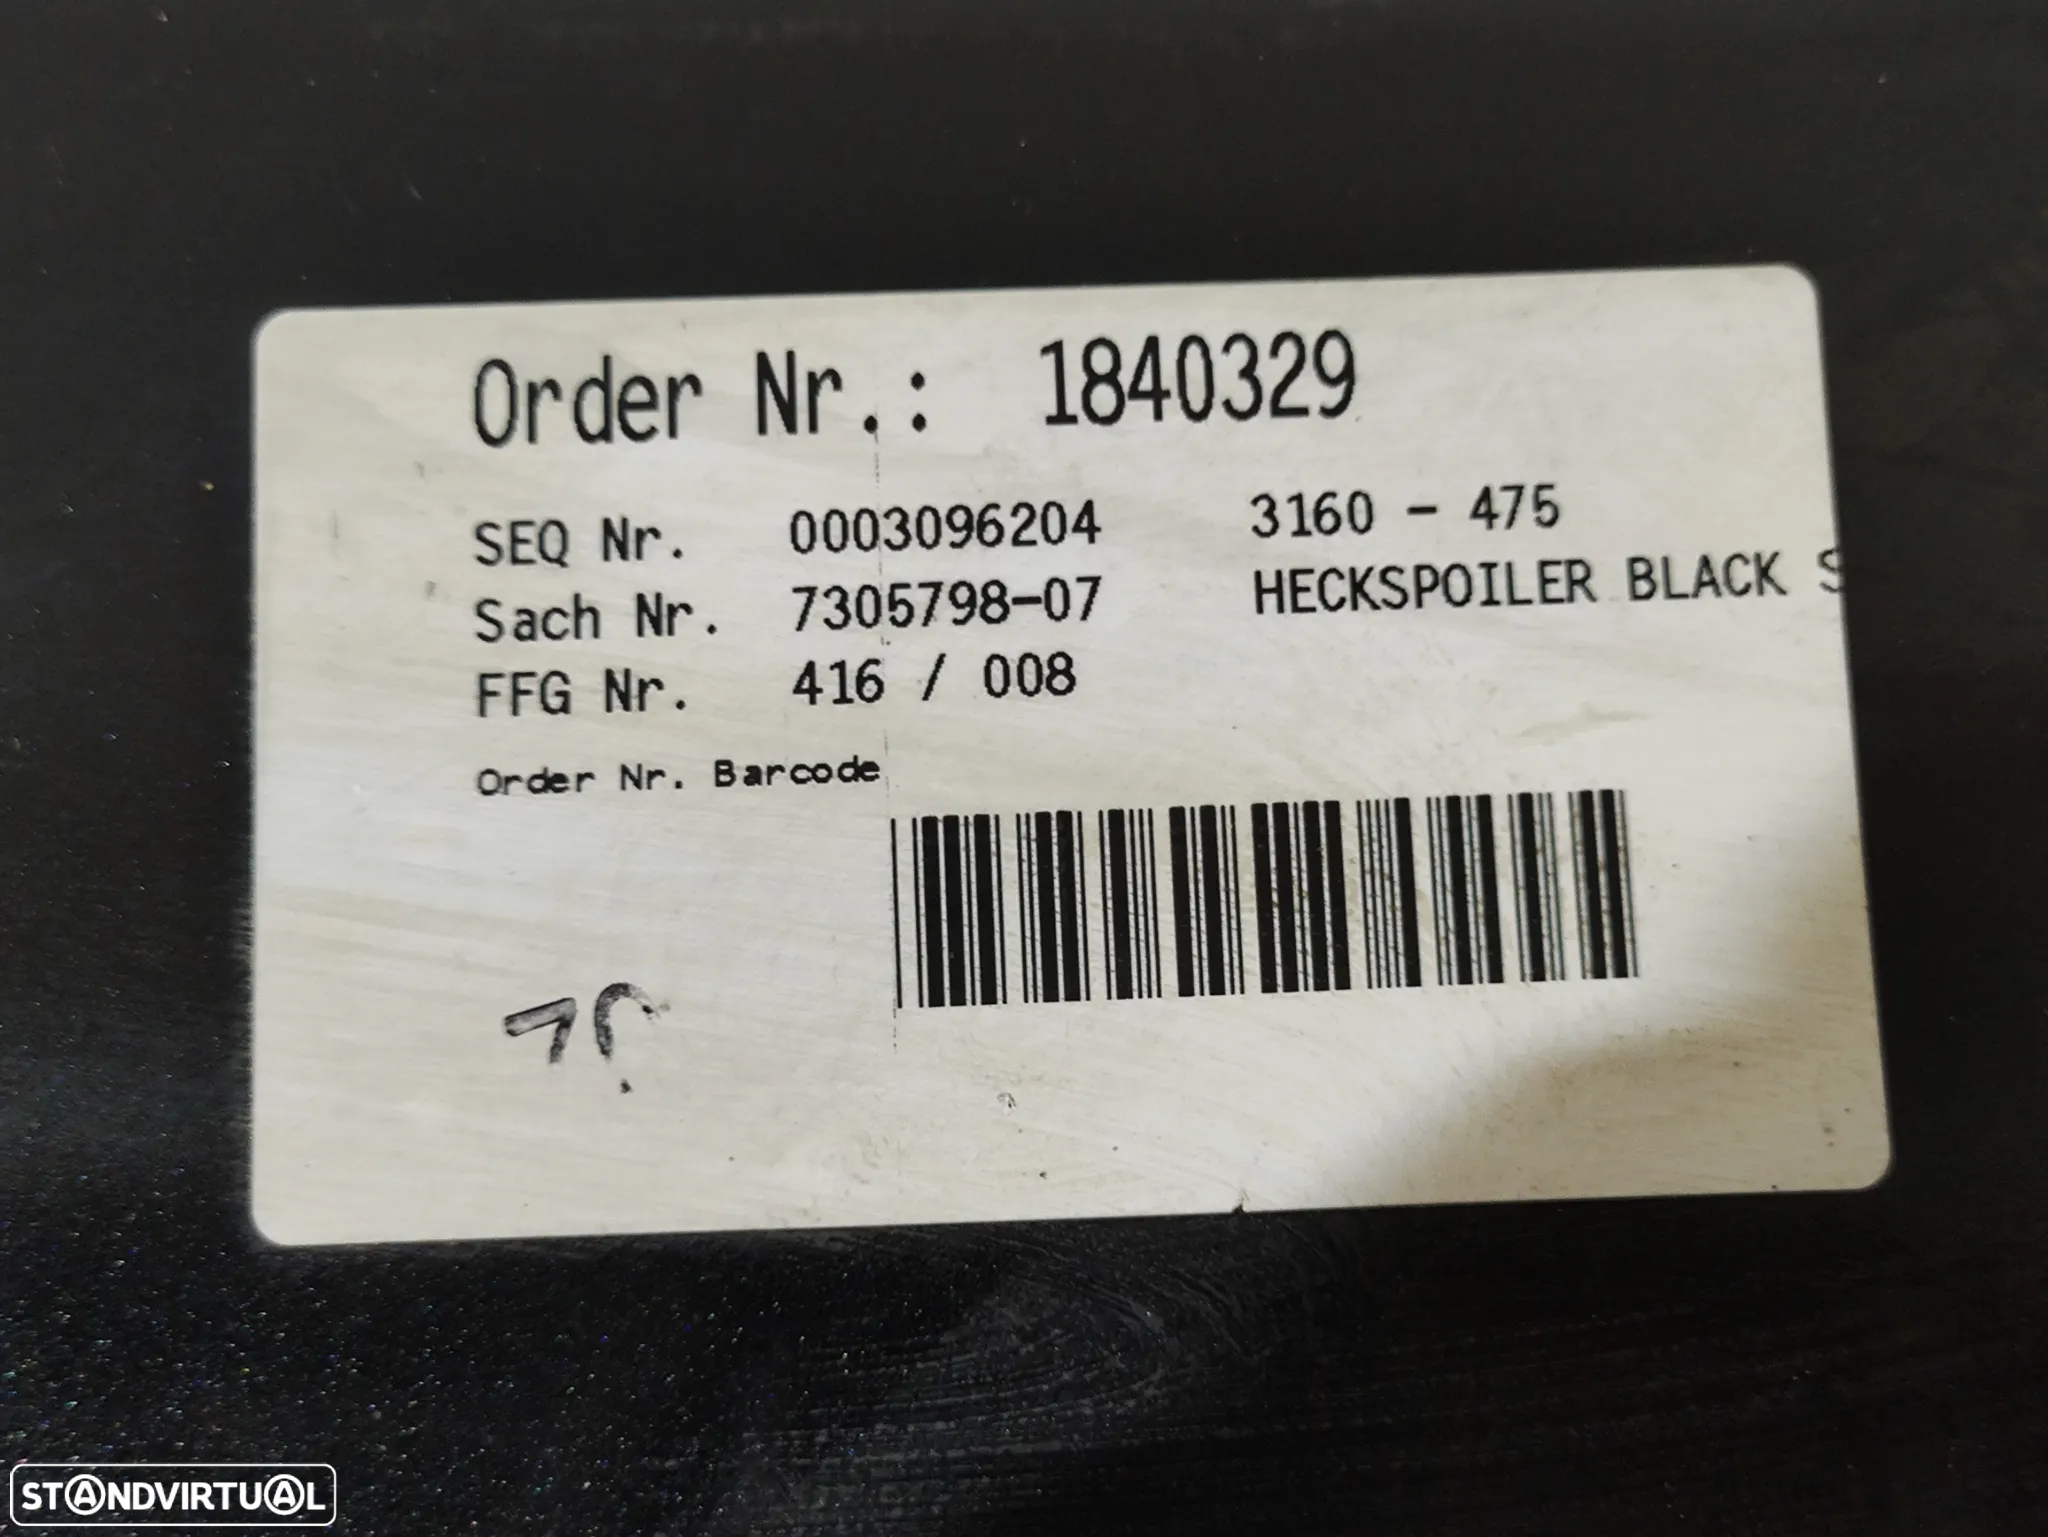 Order Nr.: 1840329
SEQ Nr. 0003096204 3160 - 475
Sach Nr. 7305798-07 HECKSPOILER BLACK S
FFG Nr. 416 / 008
Order Nr. Barcode
STANDVIRTUAL